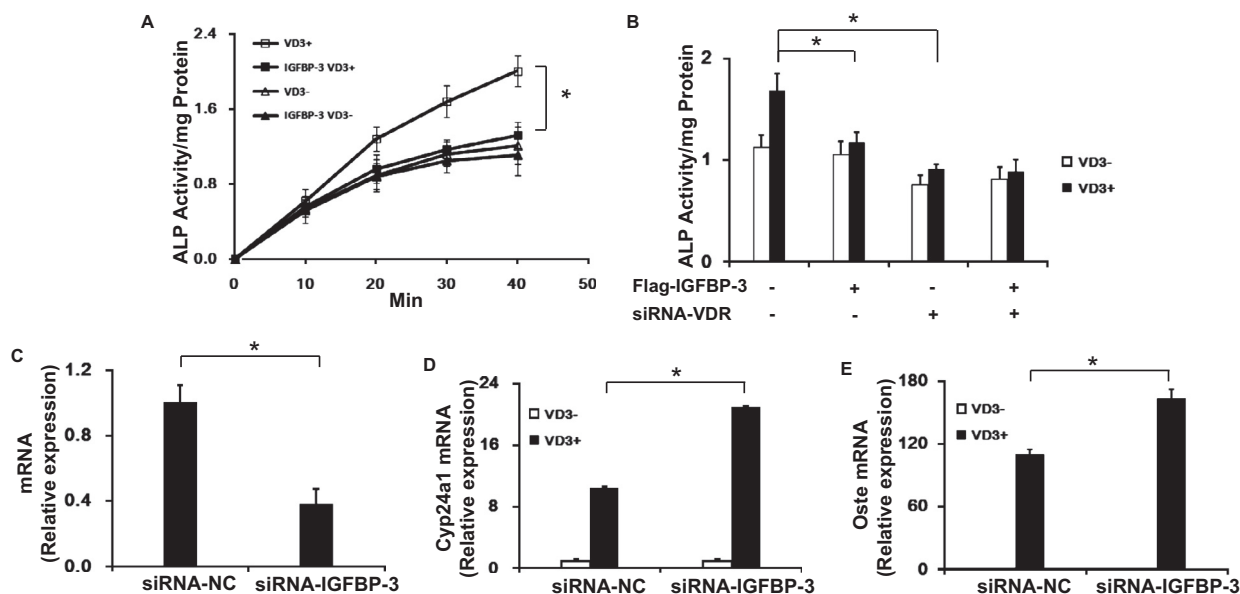 A
ALP Activity/mg Protein
2.4
1.6
0.8
0.0
VD3+
IGFBP-3 VD3+
VD3-
IGFBP-3 VD3-
*
0 10 20 30 40 50
Min
B
ALP Activity/mg Protein
2
1
0
*
*
VD3-
VD3+
Flag-IGFBP-3 - + - +
siRNA-VDR - - + +
C
mRNA
(Relative expression)
1.2
1.0
0.4
0.0
*
siRNA-NC siRNA-IGFBP-3
D
Cyp24a1 mRNA
(Relative expression)
24
16
8
0
VD3-
VD3+
*
siRNA-NC siRNA-IGFBP-3
E
Oste mRNA
(Relative expression)
180
120
60
0
VD3-
VD3+
*
siRNA-NC siRNA-IGFBP-3